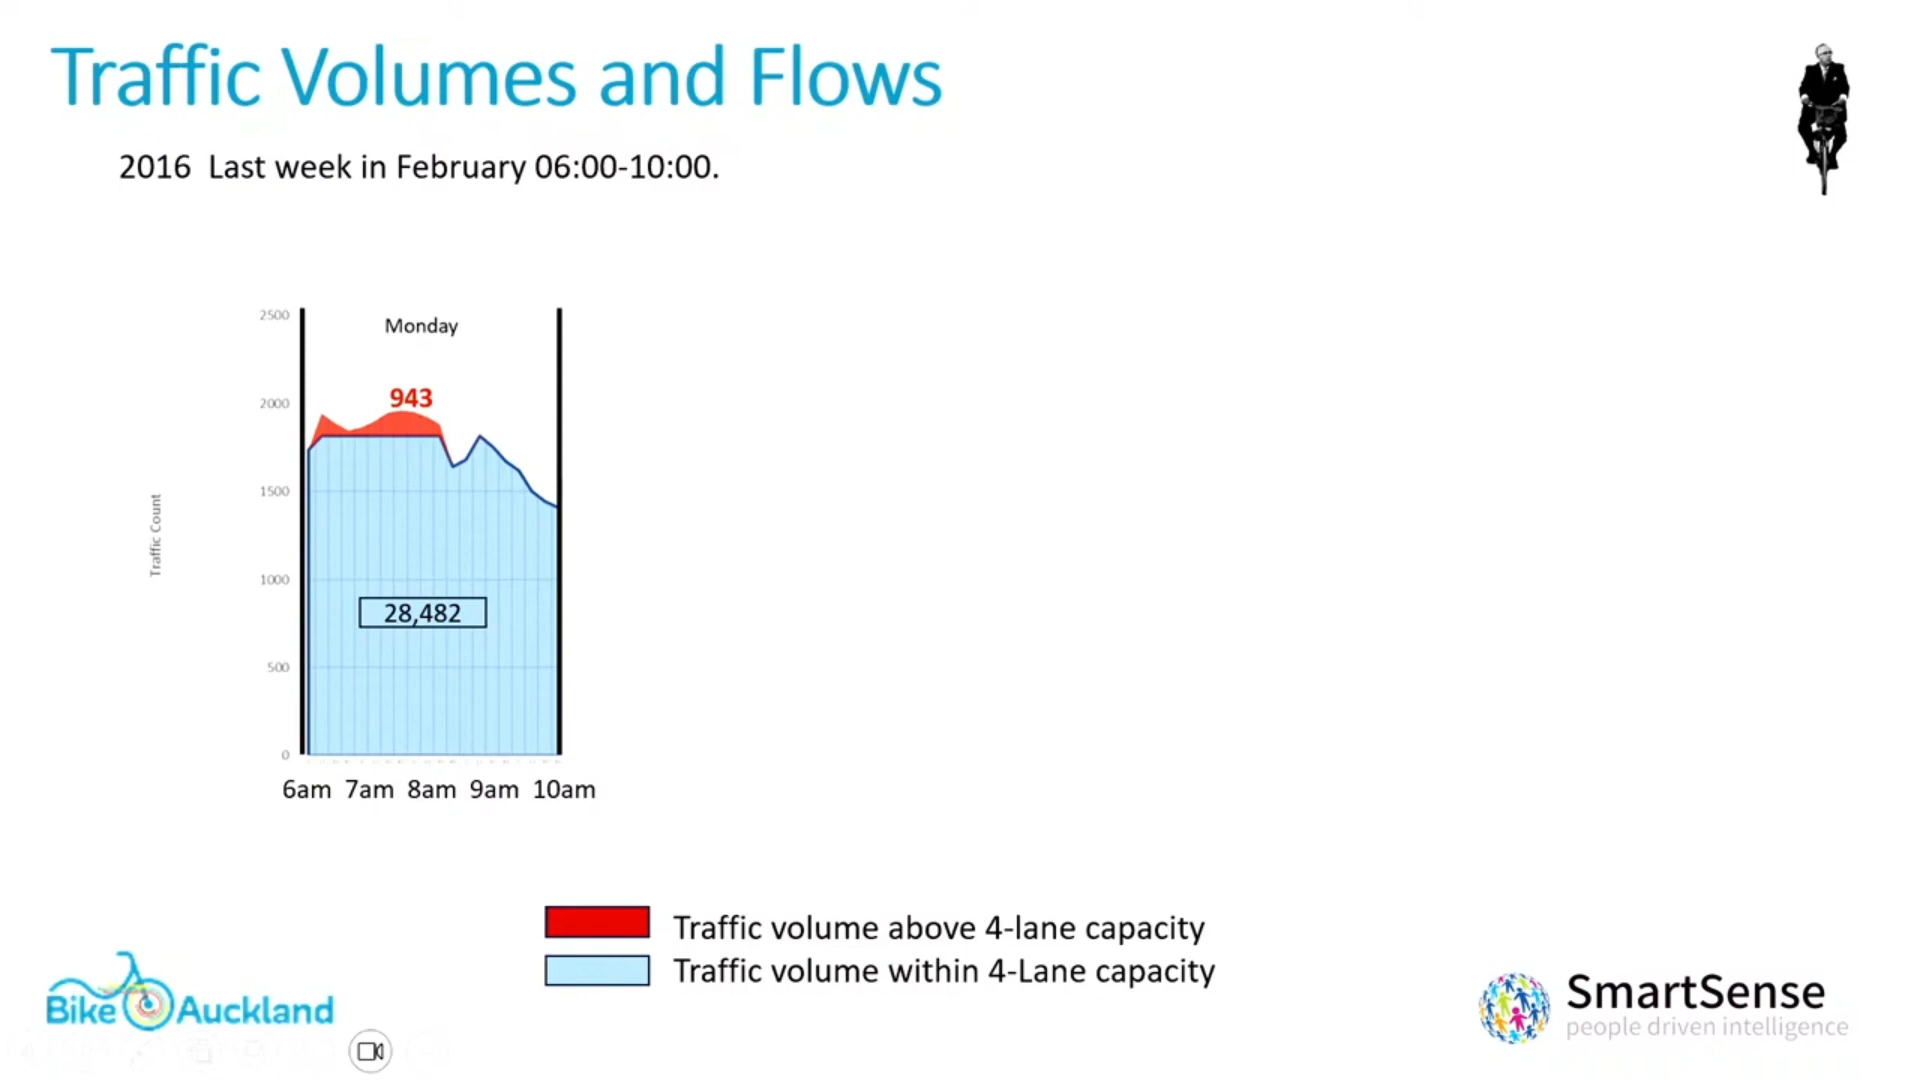 Traffic Volumes and Flows
2016 Last week in February 06:00-10:00.
2500
Monday
943
2000
1500
Traffic Count
1000
28,482
500
0
6am 7am 8am 9am 10am
Traffic volume above 4-lane capacity
Traffic volume within 4-Lane capacity
Bike Auckland
SmartSense
people driven intelligence